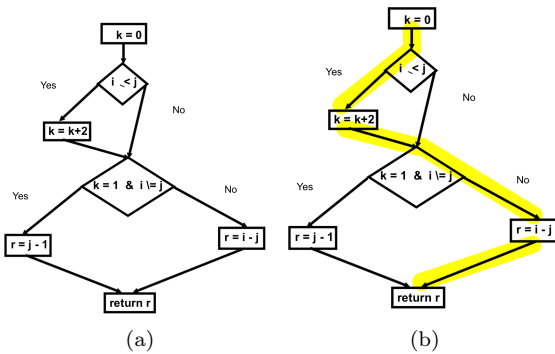 k = 0
i < j
Yes
No
k = k+2
k = 1 & i \= j
Yes
No
r = j - 1
r = i - j
return r
(a)
k = 0
i < j
Yes
No
k = k+2
k = 1 & i \= j
Yes
No
r = j - 1
r = i - j
return r
(b)